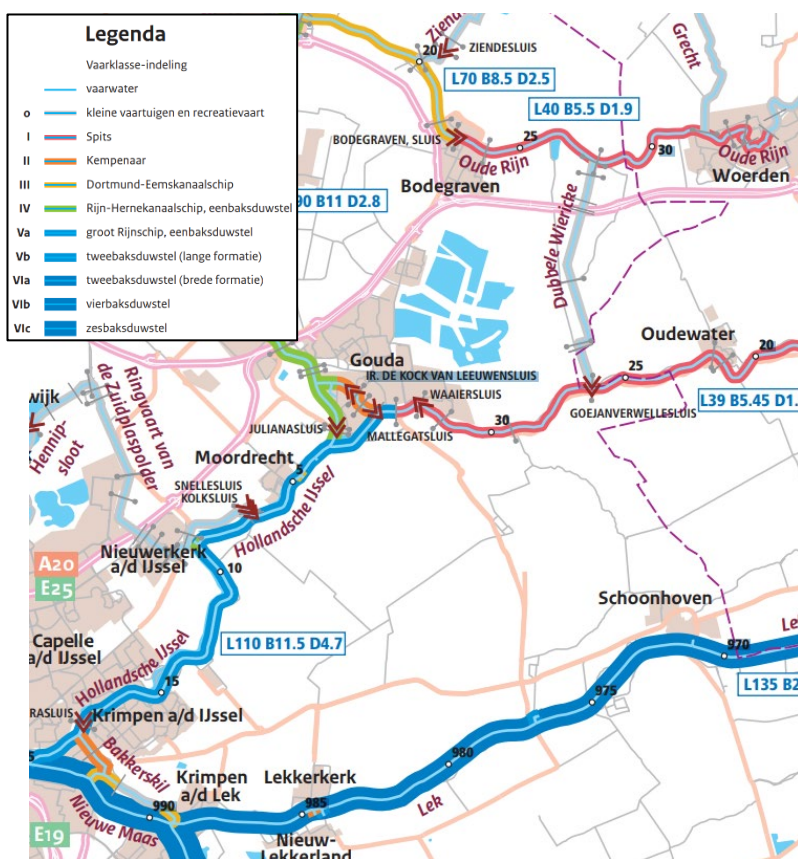 Legenda
Vaarklasse-indeling
vaarwater
o kleine vaartuigen en recreatievaart
I Spits
II Kempenaar
III Dortmund-Eemskanaalschip
IV Rijn-Hernekanaalschip, eenbaksduwstel
Va groot Rijnschip, eenbaksduwstel
Vb tweebaksduwstel (lange formatie)
VIa tweebaksduwstel (brede formatie)
VIb vierbaksduwstel
VIc zesbaksduwstel
20
ZIENDESLUIS
Grecht
L70 B8.5 D2.5
L40 B5.5 D1.9
BODEGRAVEN, SLUIS
25
30
Oude Rijn
Oude Rijn
Woerden
Bodegraven
90 B11 D2.8
Dubbele Wiericke
Oudewater
20
Gouda
IR. DE KOCK VAN LEEUWENSLUIS
25
WAAIERSLUIS
L39 B5.45 D1.
GOEJANVERWELLESLUIS
30
wijk
Ringvaart van
de Zuidplaspolder
Hennip-
sloot
JULIANASLUIS
MALLEGATSLUIS
Moordrecht
5
SNELLESLUIS
KOLKSLUIS
Hollandsche IJssel
Nieuwerkerk
a/d IJssel
A20
E25
10
Schoonhoven
Capelle
a/d IJssel
L110 B11.5 D4.7
970
Le
L135 B2
Hollandsche IJssel
15
975
RASLUIS
Krimpen a/d IJssel
Bakkerskil
980
Krimpen
a/d Lek
Lekkerkerk
985
Lek
990
Nieuwe Maas
E19
Nieuw-
Lekkerland